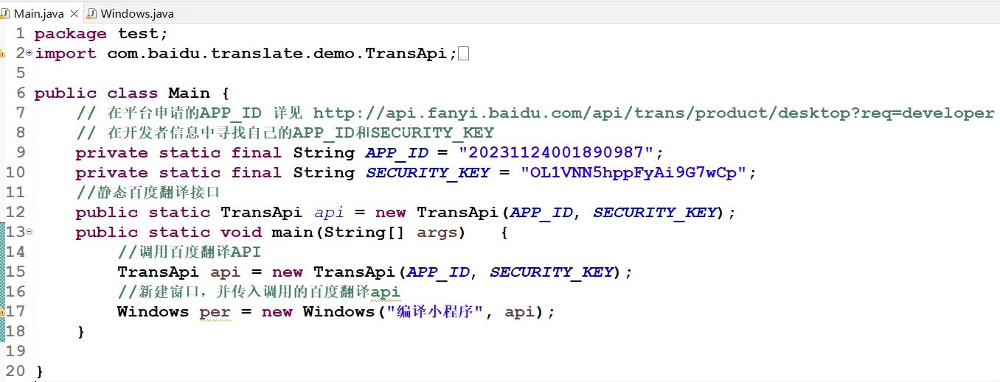 Main.java Windows.java
1 package test;
2 import com.baidu.translate.demo.TransApi;
5
6 public class Main {
7 // 在平台申请的APP_ID 详见 http://api.fanyi.baidu.com/api/trans/product/desktop?req=developer
8 // 在开发者信息中寻找自己的APP_ID和SECURITY_KEY
9 private static final String APP_ID = "20231124001890987";
10 private static final String SECURITY_KEY = "OL1VNN5hppFyAi9G7wCp";
11 //静态百度翻译接口
12 public static TransApi api = new TransApi(APP_ID, SECURITY_KEY);
13 public static void main(String[] args) {
14 //调用百度翻译API
15 TransApi api = new TransApi(APP_ID, SECURITY_KEY);
16 //新建窗口，并传入调用的百度翻译api
17 Windows per = new Windows("编译小程序", api);
18 }
19
20 }